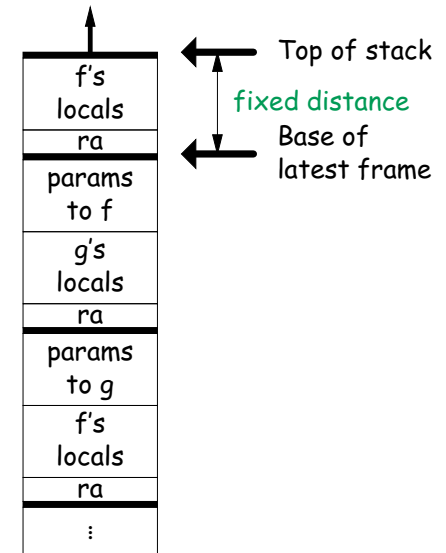 f's
locals
ra
params
to f
g's
locals
ra
params
to g
f's
locals
ra
⋮
Top of stack
fixed distance
Base of
latest frame